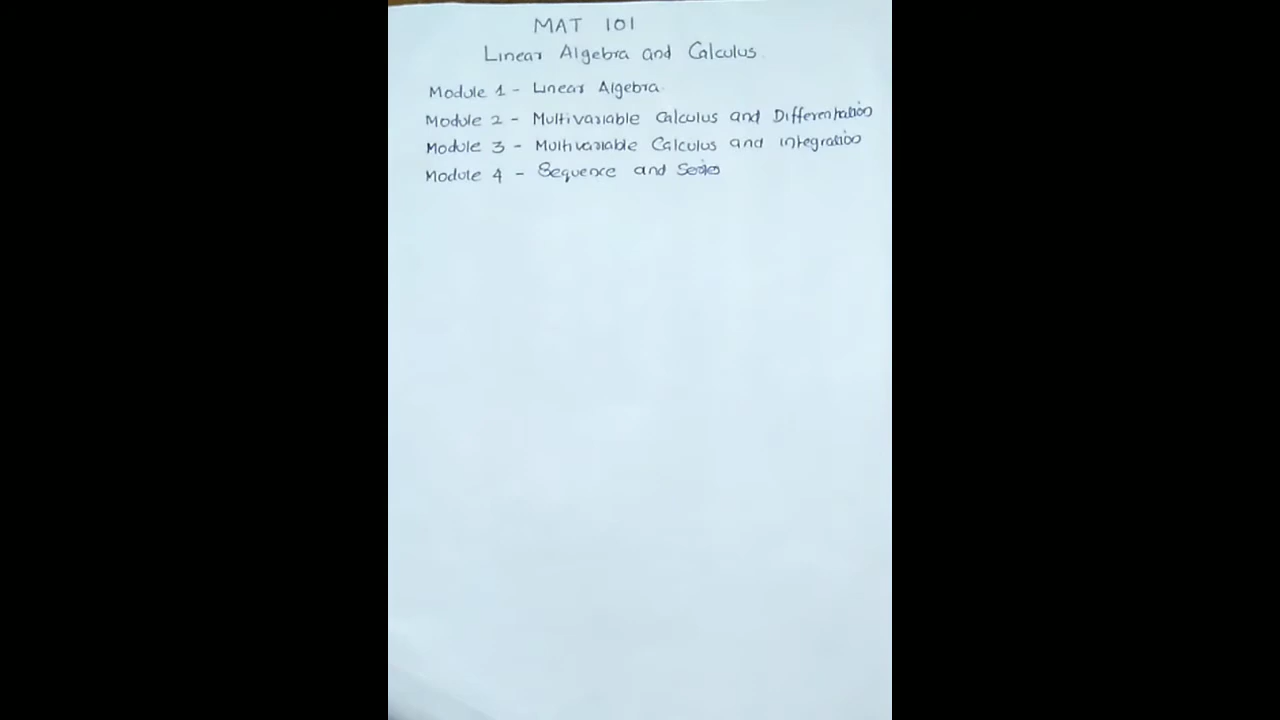 MAT 101
Linear Algebra and Calculus
Module 1 - Linear Algebra
Module 2 - Multivariable Calculus and Differentiation
Module 3 - Multivariable Calculus and integration
Module 4 - Sequence and Series